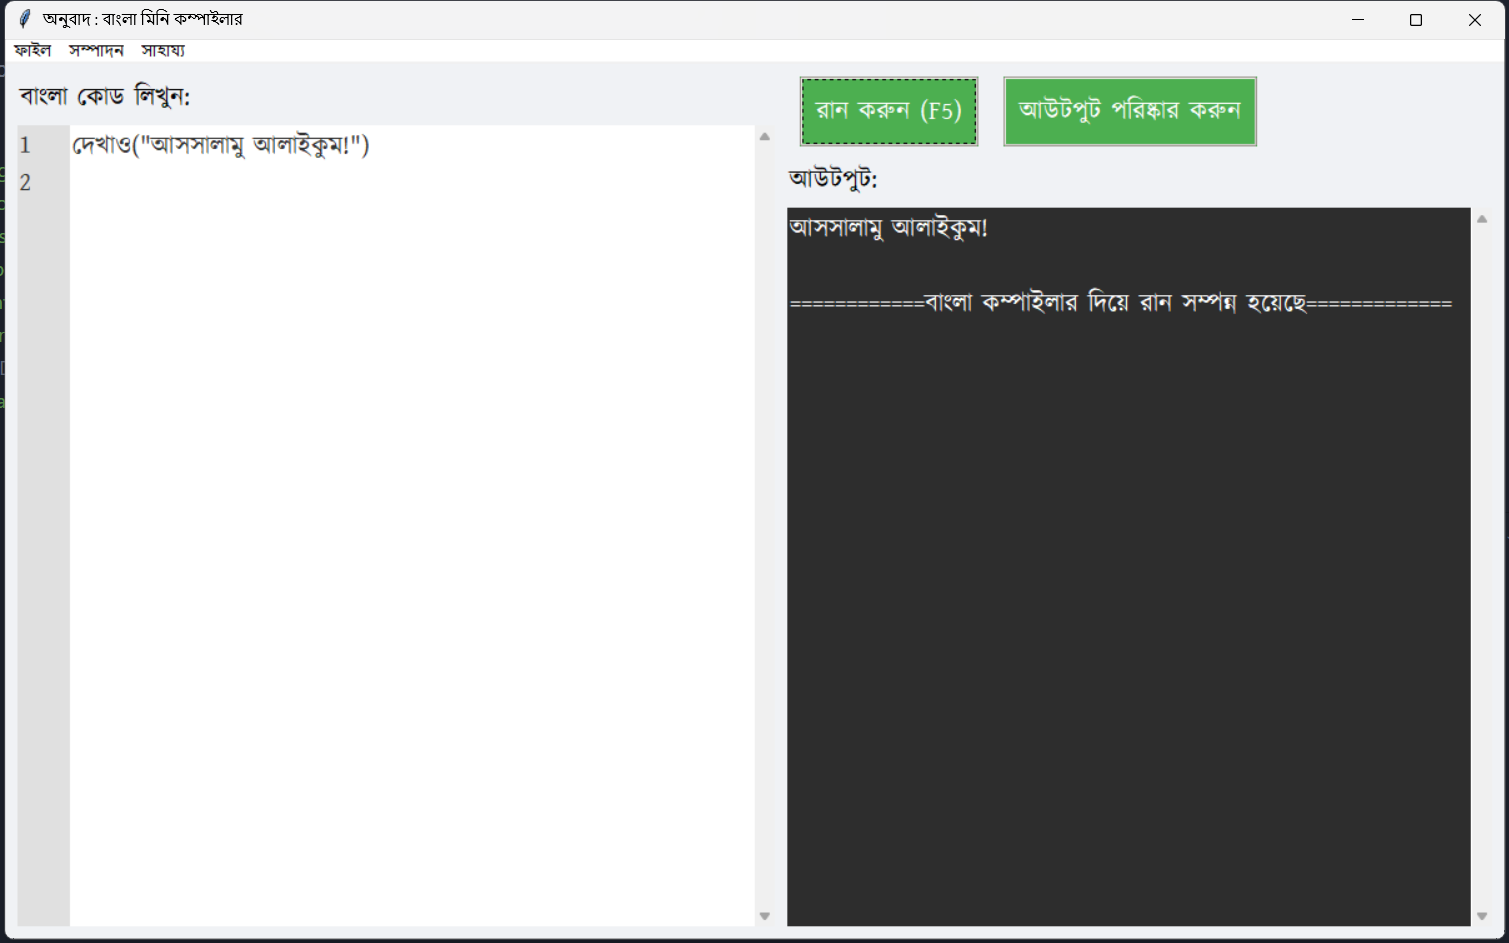 অনুবাদ : বাংলা মিনি কম্পাইলার
ফাইল সম্পাদন সাহায্য
বাংলা কোড লিখুন:
1 দেখাও("আসসালামু আলাইকুম!")
2
রান করুন (F5) আউটপুট পরিষ্কার করুন
আউটপুট:
আসসালামু আলাইকুম!
============বাংলা কম্পাইলার দিয়ে রান সম্পন্ন হয়েছে=============